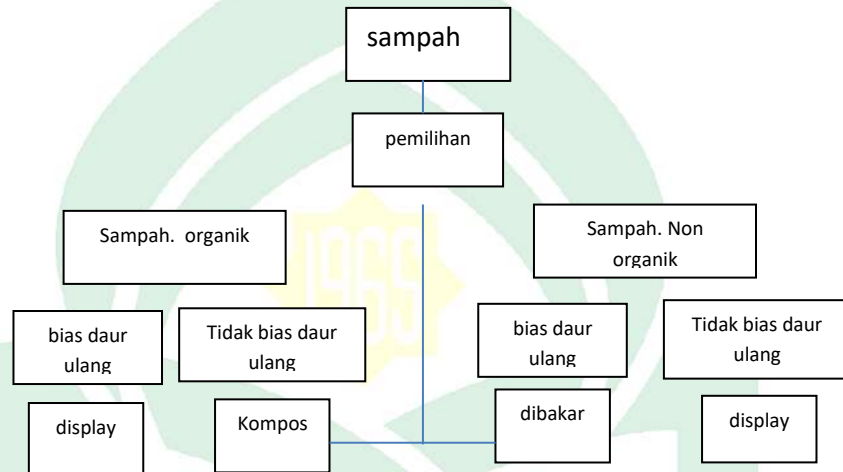 sampah
pemilihan
Sampah. organik
Sampah. Non
organik
bias daur
ulang
Tidak bias daur
ulang
bias daur
ulang
Tidak bias daur
ulang
display
Kompos
dibakar
display
1965